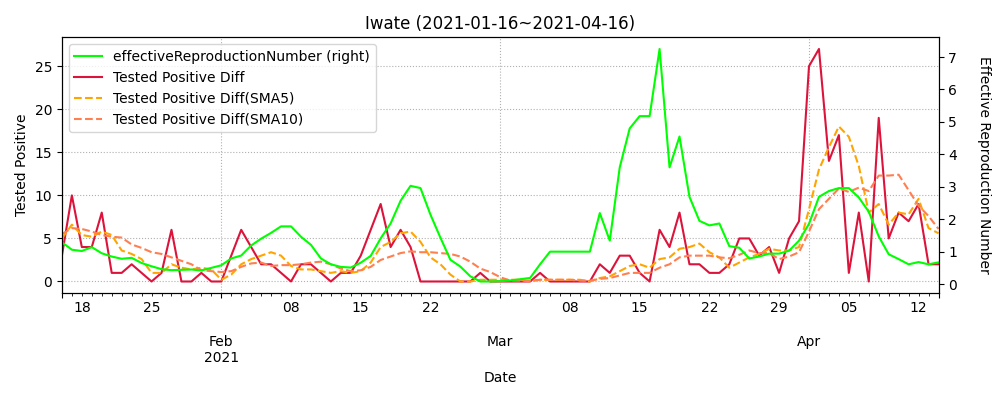 Iwate (2021-01-16~2021-04-16)
effectiveReproductionNumber (right)
Tested Positive Diff
Tested Positive Diff(SMA5)
Tested Positive Diff(SMA10)
Tested Positive
25
20
15
10
5
0
Effective Reproduction Number
7
6
5
4
3
2
1
0
18 25 08 15 22 08 15 22 29 05 12
Feb Mar Apr
2021
Date